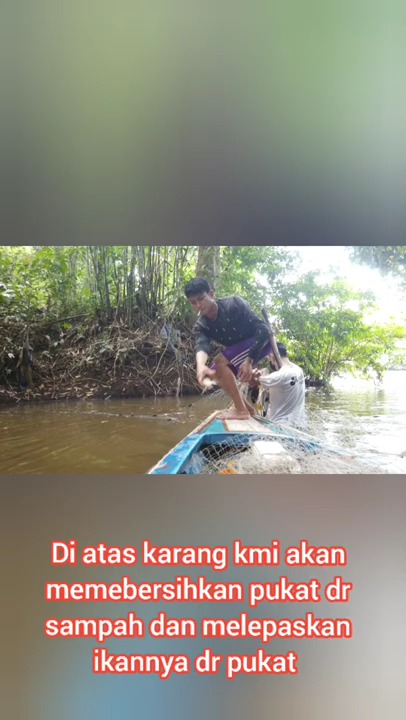 Di atas karang kmi akan
memebersihkan pukat dr
sampah dan melepaskan
ikannya dr pukat